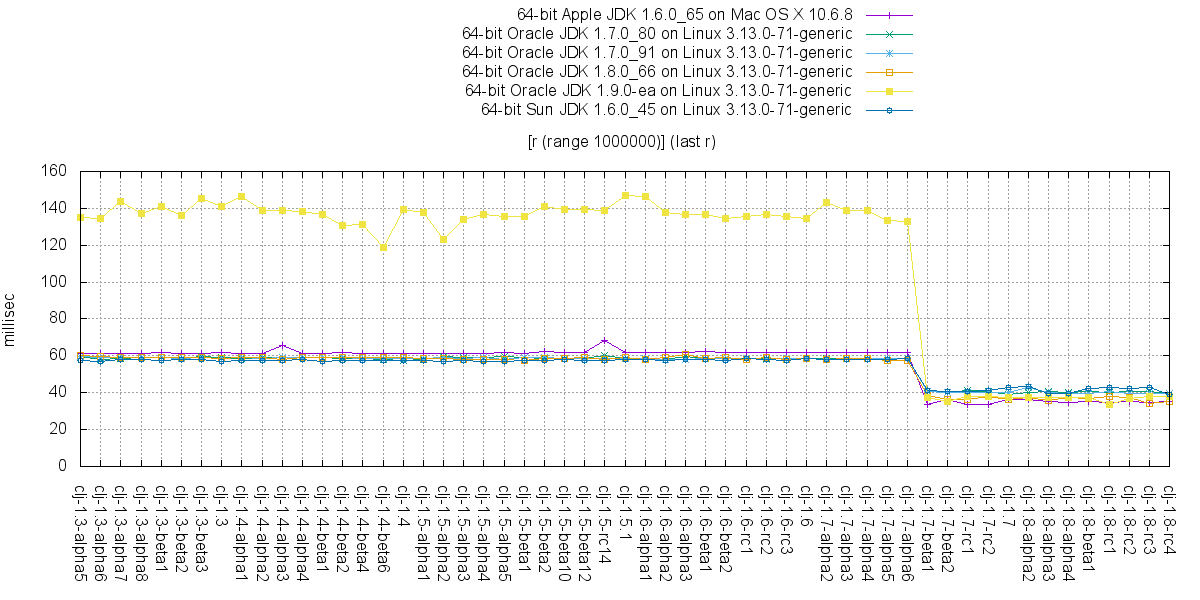 64-bit Apple JDK 1.6.0_65 on Mac OS X 10.6.8
64-bit Oracle JDK 1.7.0_80 on Linux 3.13.0-71-generic
64-bit Oracle JDK 1.7.0_91 on Linux 3.13.0-71-generic
64-bit Oracle JDK 1.8.0_66 on Linux 3.13.0-71-generic
64-bit Oracle JDK 1.9.0-ea on Linux 3.13.0-71-generic
64-bit Sun JDK 1.6.0_45 on Linux 3.13.0-71-generic
[r (range 1000000)] (last r)
millisec
160
140
120
100
80
60
40
20
0
clj-1.3-alpha5
clj-1.3-alpha6
clj-1.3-alpha7
clj-1.3-alpha8
clj-1.3-beta1
clj-1.3-beta2
clj-1.3-beta3
clj-1.3
clj-1.4-alpha1
clj-1.4-alpha2
clj-1.4-alpha3
clj-1.4-alpha4
clj-1.4-beta1
clj-1.4-beta2
clj-1.4-beta4
clj-1.4-beta6
clj-1.4
clj-1.5-alpha1
clj-1.5-alpha2
clj-1.5-alpha3
clj-1.5-alpha4
clj-1.5-alpha5
clj-1.5-beta1
clj-1.5-beta2
clj-1.5-beta10
clj-1.5-beta12
clj-1.5-rc14
clj-1.5.1
clj-1.6-alpha1
clj-1.6-alpha2
clj-1.6-alpha3
clj-1.6-beta1
clj-1.6-beta2
clj-1.6-rc1
clj-1.6-rc2
clj-1.6-rc3
clj-1.6
clj-1.7-alpha2
clj-1.7-alpha3
clj-1.7-alpha4
clj-1.7-alpha5
clj-1.7-alpha6
clj-1.7-beta1
clj-1.7-beta2
clj-1.7-rc1
clj-1.7-rc2
clj-1.7
clj-1.8-alpha2
clj-1.8-alpha3
clj-1.8-alpha4
clj-1.8-beta1
clj-1.8-rc1
clj-1.8-rc2
clj-1.8-rc3
clj-1.8-rc4